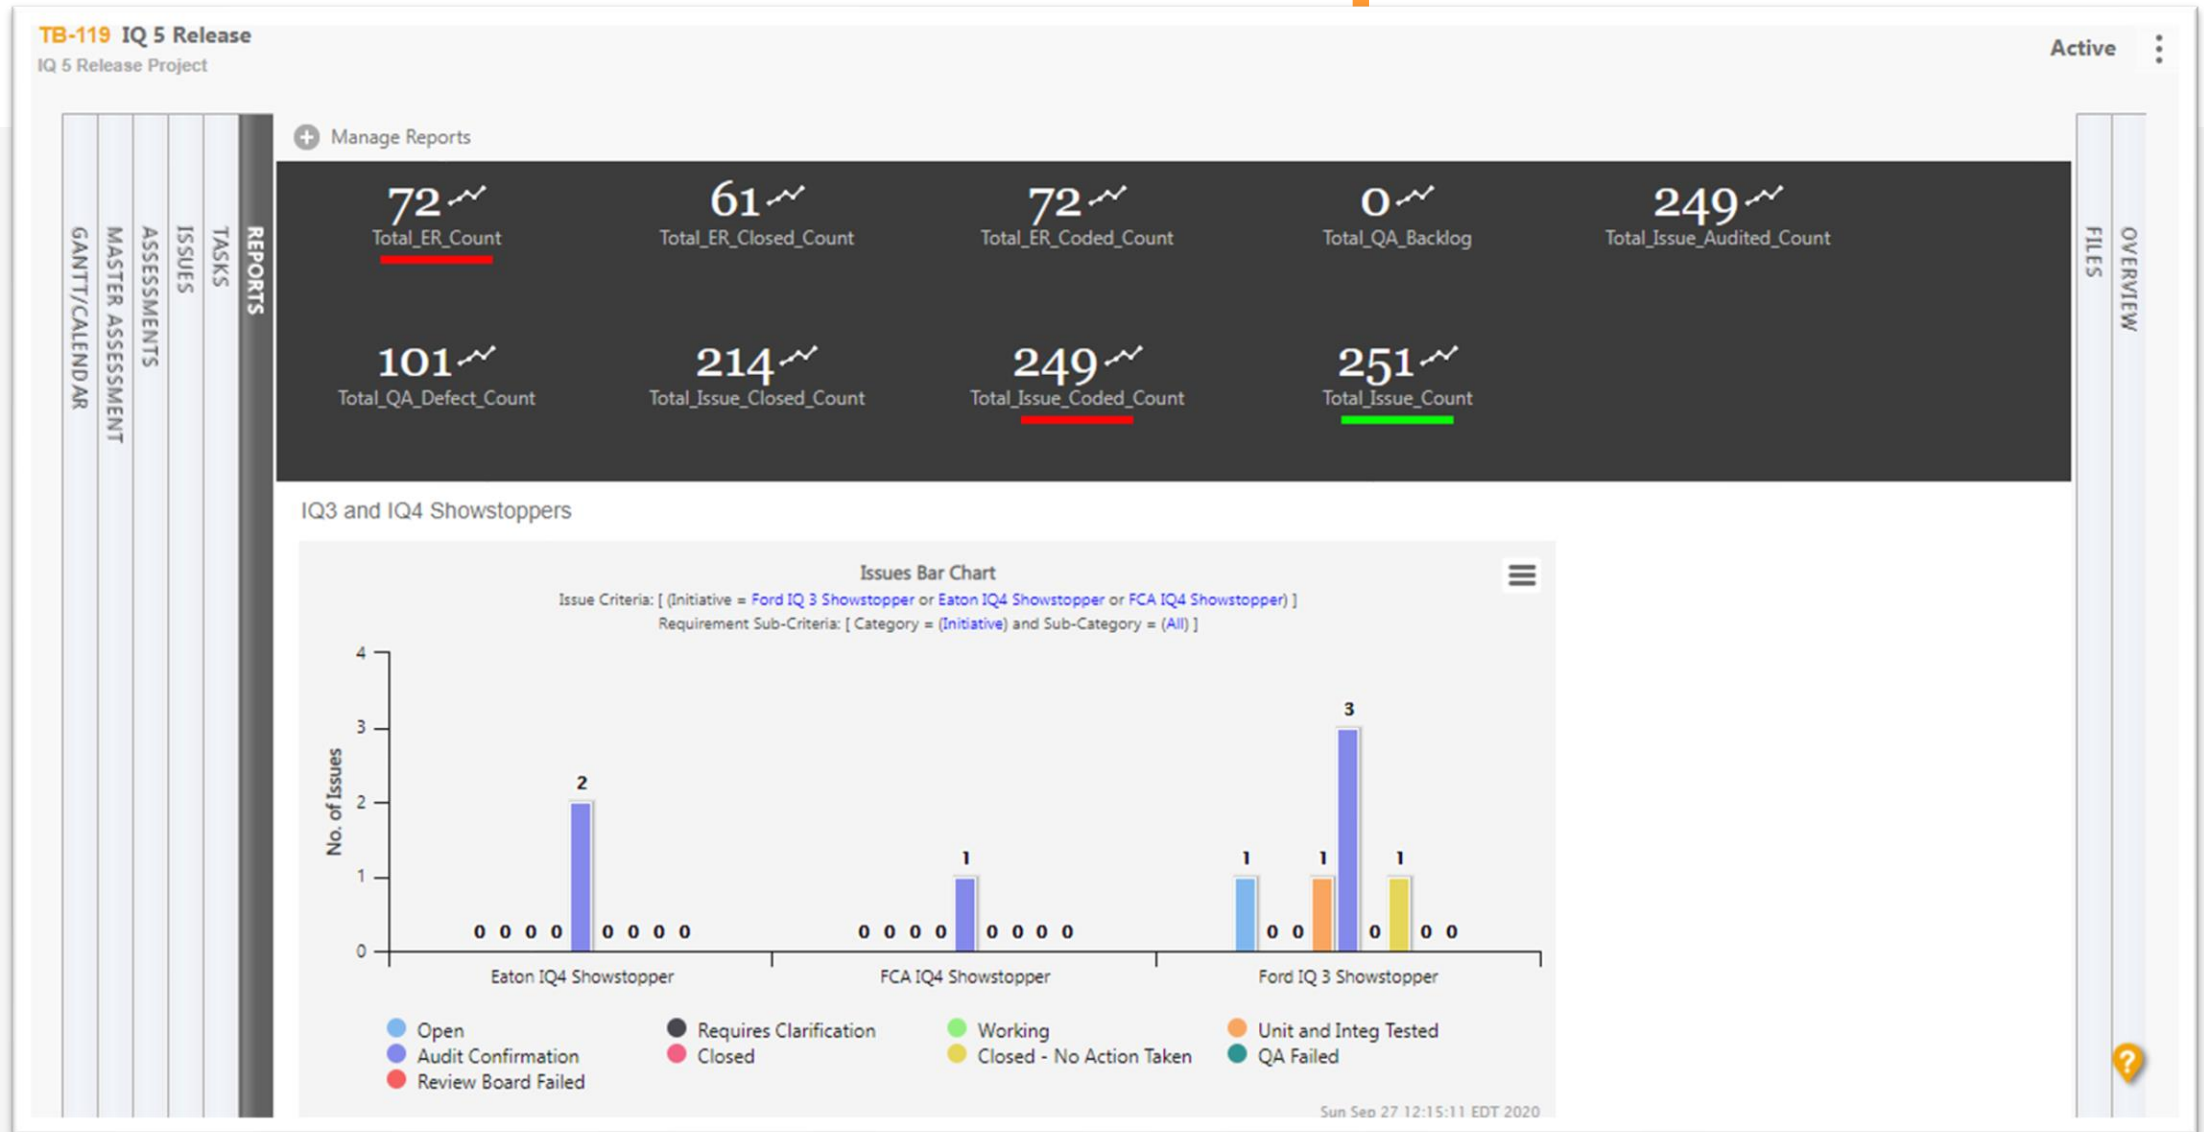 TB-119 IQ 5 Release
IQ 5 Release Project
Active
GANTT/CALENDAR
MASTER ASSESSMENT
ASSESSMENTS
ISSUES
TASKS
REPORTS
Manage Reports
72
Total_ER_Count
61
Total_ER_Closed_Count
72
Total_ER_Coded_Count
0
Total_QA_Backlog
249
Total_Issue_Audited_Count
101
Total_QA_Defect_Count
214
Total_Issue_Closed_Count
249
Total_Issue_Coded_Count
251
Total_Issue_Count
FILES
OVERVIEW
IQ3 and IQ4 Showstoppers
Issues Bar Chart
Issue Criteria: [ (Initiative = Ford IQ 3 Showstopper or Eaton IQ4 Showstopper or FCA IQ4 Showstopper) ]
Requirement Sub-Criteria: [ Category = (Initiative) and Sub-Category = (All) ]
No. of Issues
4
3
2
1
0
0 0 0 0 2 0 0 0 0
0 0 0 0 1 0 0 0 0
1 0 0 1 3 0 1 0 0
Eaton IQ4 Showstopper
FCA IQ4 Showstopper
Ford IQ 3 Showstopper
Open
Requires Clarification
Working
Unit and Integ Tested
Audit Confirmation
Closed
Closed - No Action Taken
QA Failed
Review Board Failed
Sun Sep 27 12:15:11 EDT 2020
?